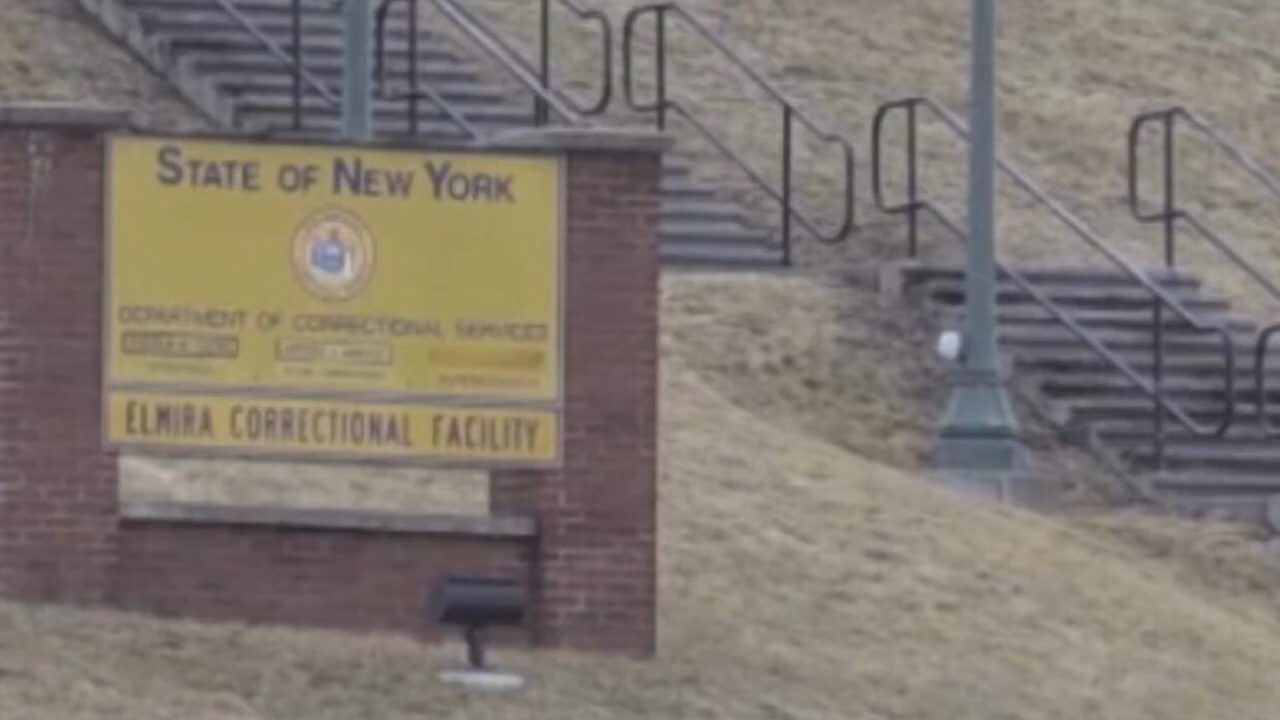 STATE OF NEW YORK
DEPARTMENT OF CORRECTIONAL SERVICES
ELMIRA CORRECTIONAL FACILITY